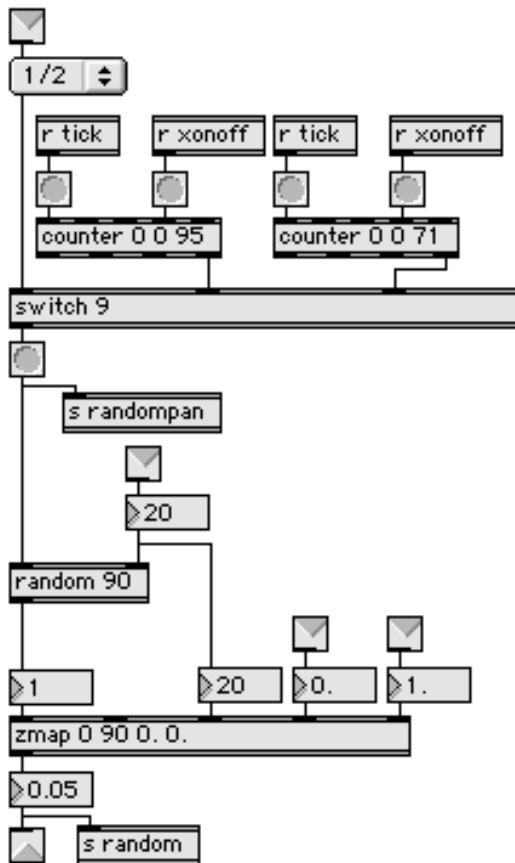 1/2
r tick
r xonoff
r tick
r xonoff
counter 0 0 95
counter 0 0 71
switch 9
s randompan
20
random 90
1
20
0.
1.
zmap 0 90 0. 0.
0.05
s random